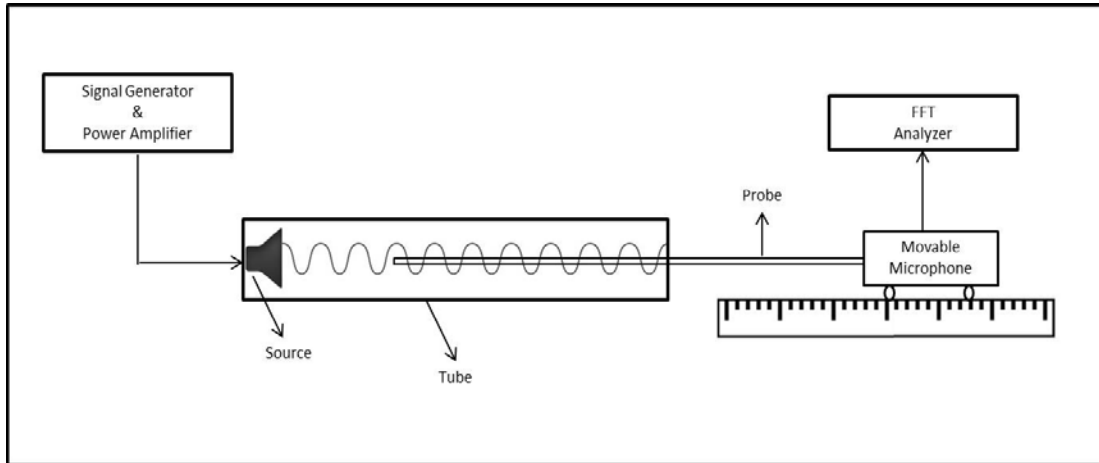 Signal Generator
&
Power Amplifier
FFT
Analyzer
Probe
Movable
Microphone
Source
Tube